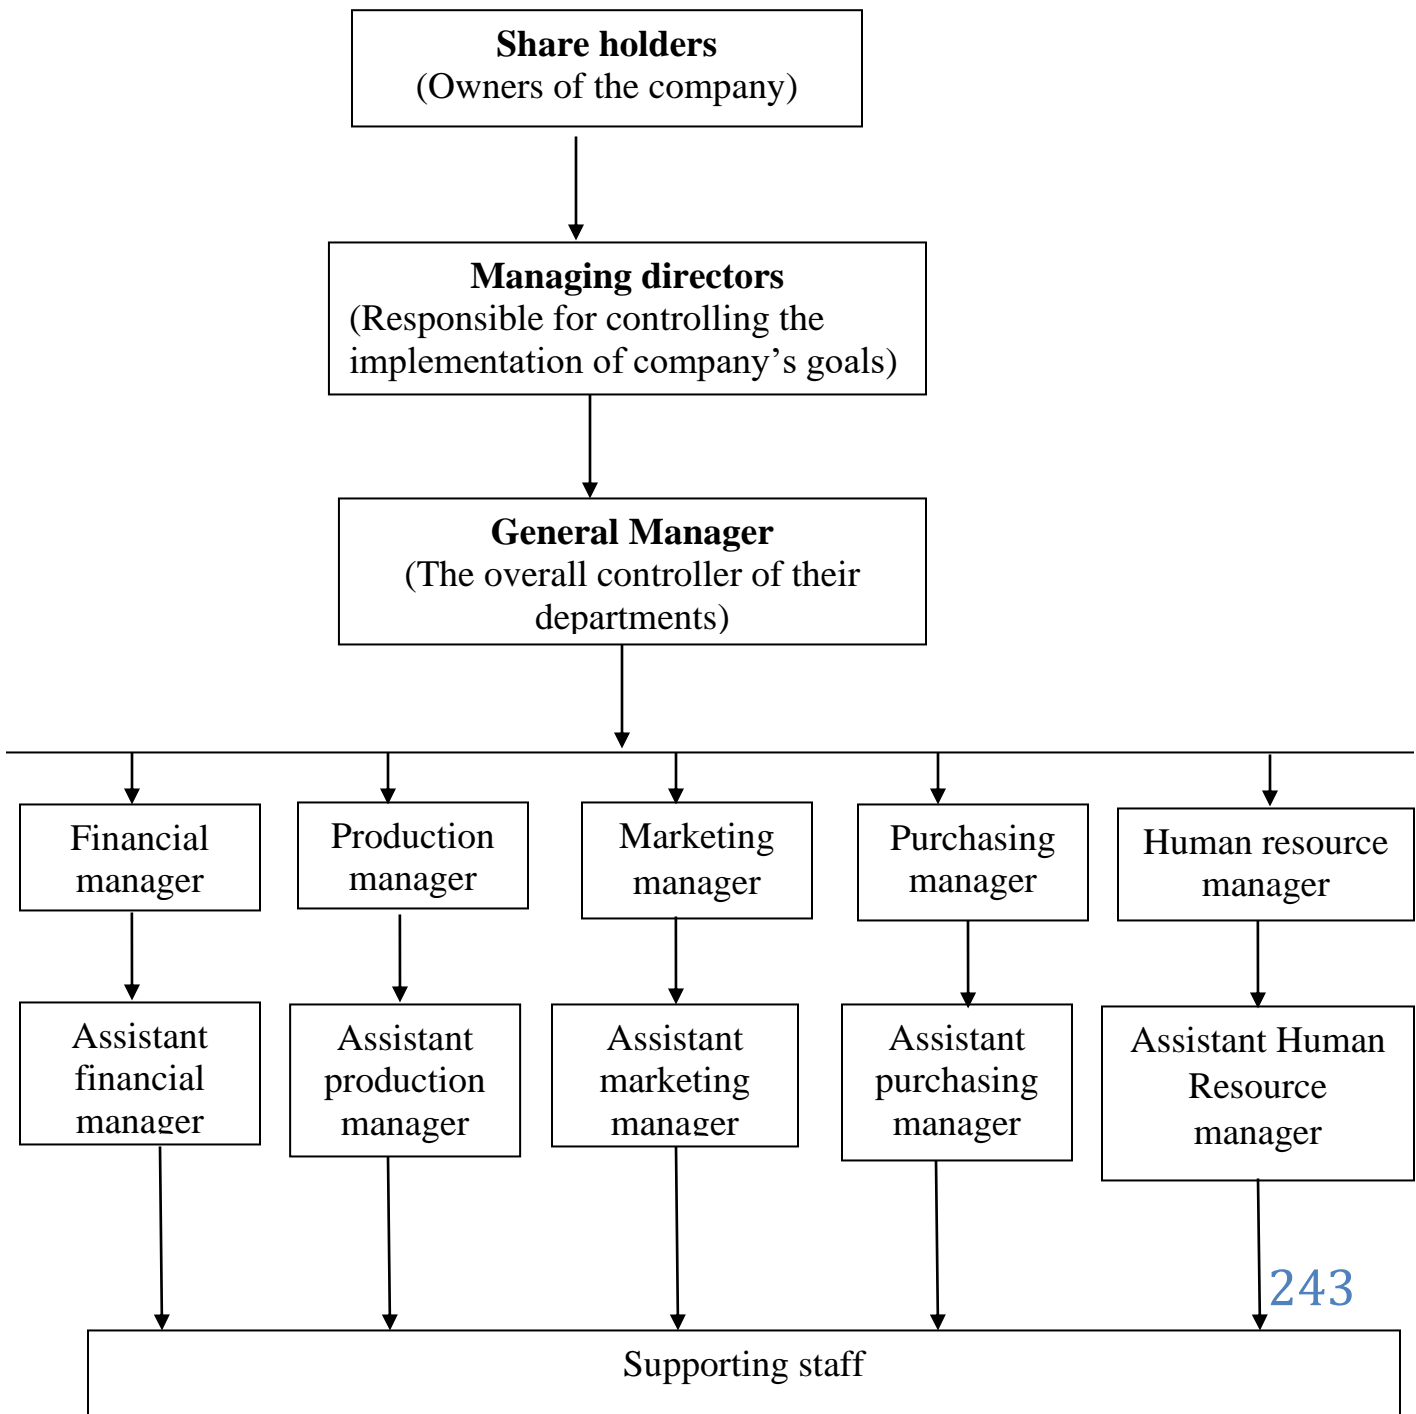 Share holders
(Owners of the company)
Managing directors
(Responsible for controlling the
implementation of company's goals)
General Manager
(The overall controller of their
departments)
Financial
manager
Production
manager
Marketing
manager
Purchasing
manager
Human resource
manager
Assistant
financial
manager
Assistant
production
manager
Assistant
marketing
manager
Assistant
purchasing
manager
Assistant Human
Resource
manager
243
Supporting staff